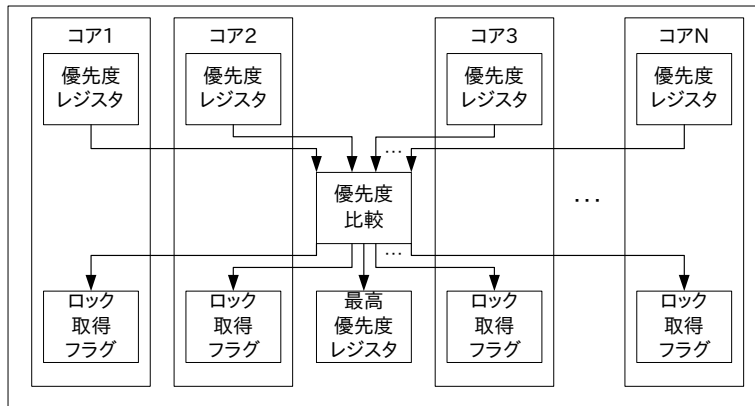 コア1
コア2
コア3
コアN
優先度
レジスタ
優先度
レジスタ
優先度
レジスタ
優先度
レジスタ
...
優先度
比較
...
...
ロック
取得
フラグ
ロック
取得
フラグ
最高
優先度
レジスタ
ロック
取得
フラグ
ロック
取得
フラグ